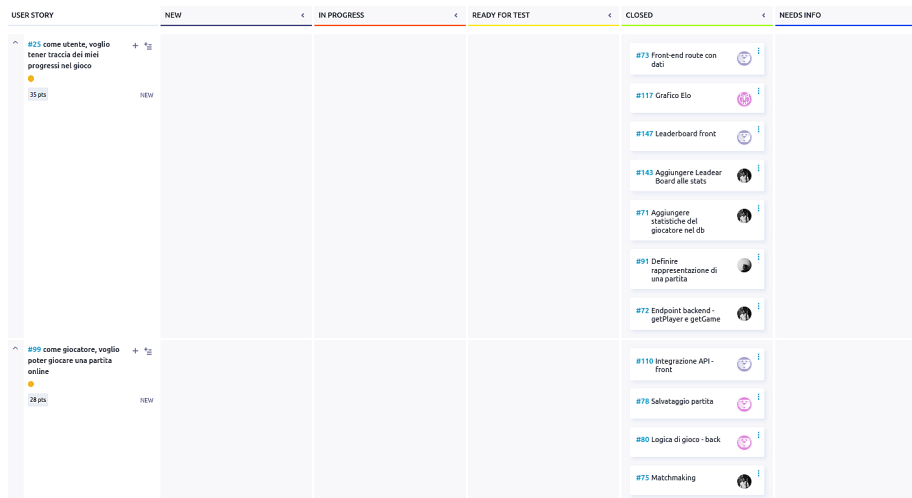 USER STORY
NEW
IN PROGRESS
READY FOR TEST
CLOSED
NEEDS INFO
#25 come utente, voglio
tener traccia dei miei
progressi nel gioco
35 pts
NEW
#73 Front-end route con
dati
#117 Grafico Elo
#147 Leaderboard front
#143 Aggiungere Leadear
Board alle stats
#71 Aggiungere
statistiche del
giocatore nel db
#91 Definire
rappresentazione di
una partita
#72 Endpoint backend -
getPlayer e getGame
#99 come giocatore, voglio
poter giocare una partita
online
28 pts
NEW
#110 Integrazione API -
front
#78 Salvataggio partita
#80 Logica di gioco - back
#75 Matchmaking